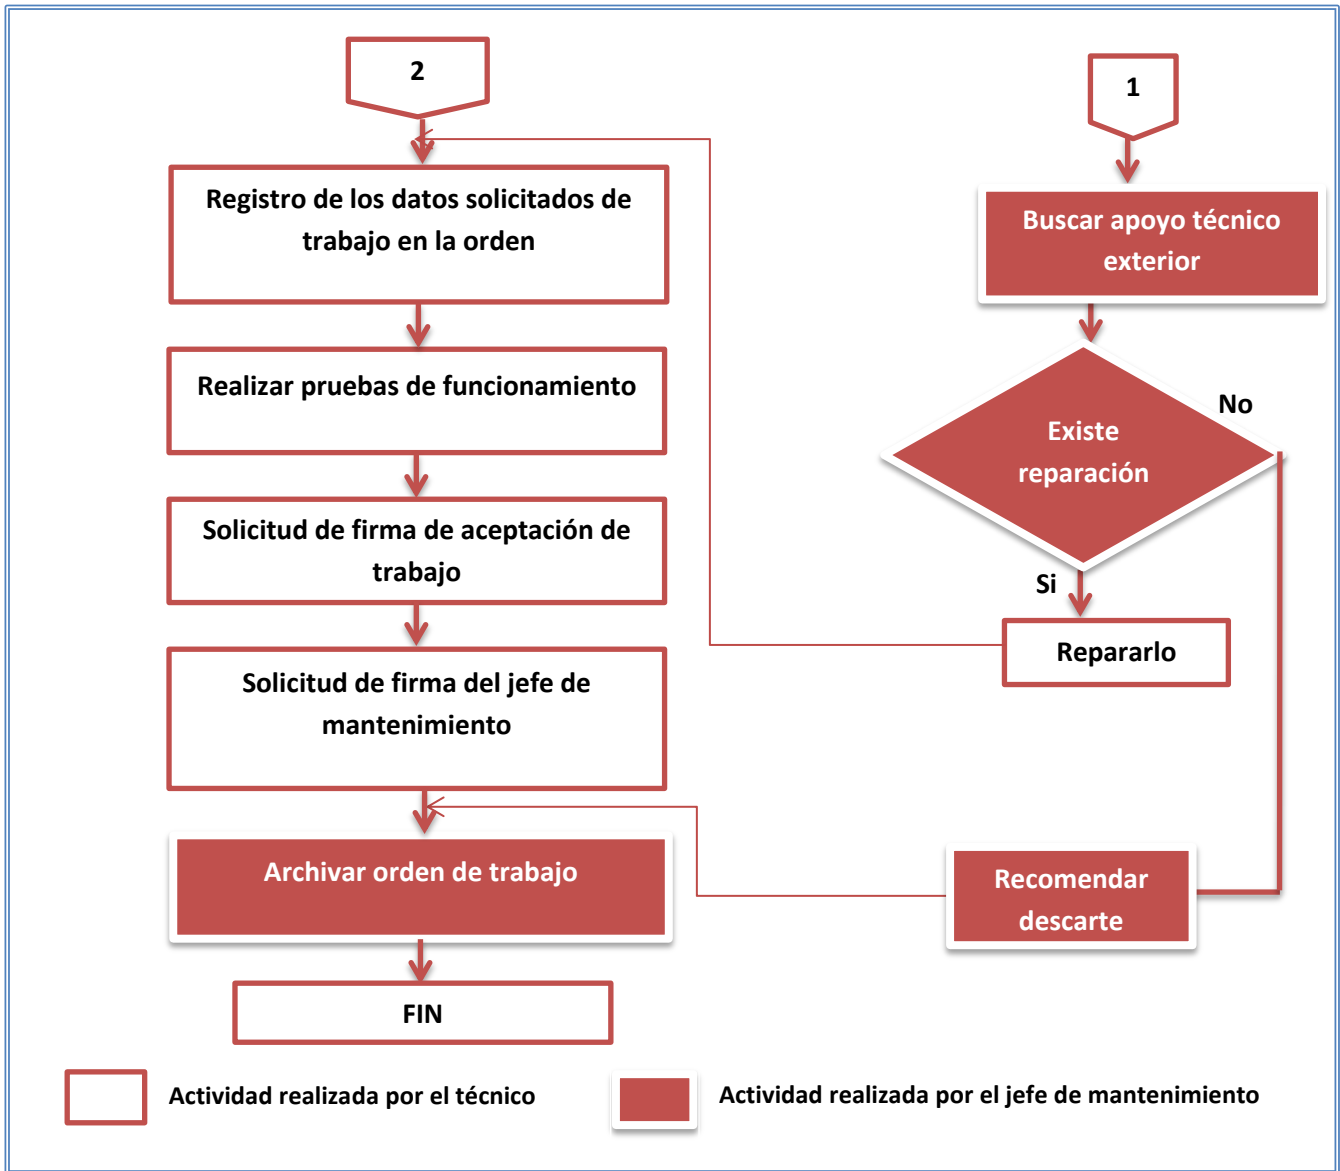 2
Registro de los datos solicitados de
trabajo en la orden
Realizar pruebas de funcionamiento
Solicitud de firma de aceptación de
trabajo
Solicitud de firma del jefe de
mantenimiento
Archivar orden de trabajo
FIN
1
Buscar apoyo técnico
exterior
Existe
reparación
No
Si
Repararlo
Recomendar
descarte
Actividad realizada por el técnico
Actividad realizada por el jefe de mantenimiento